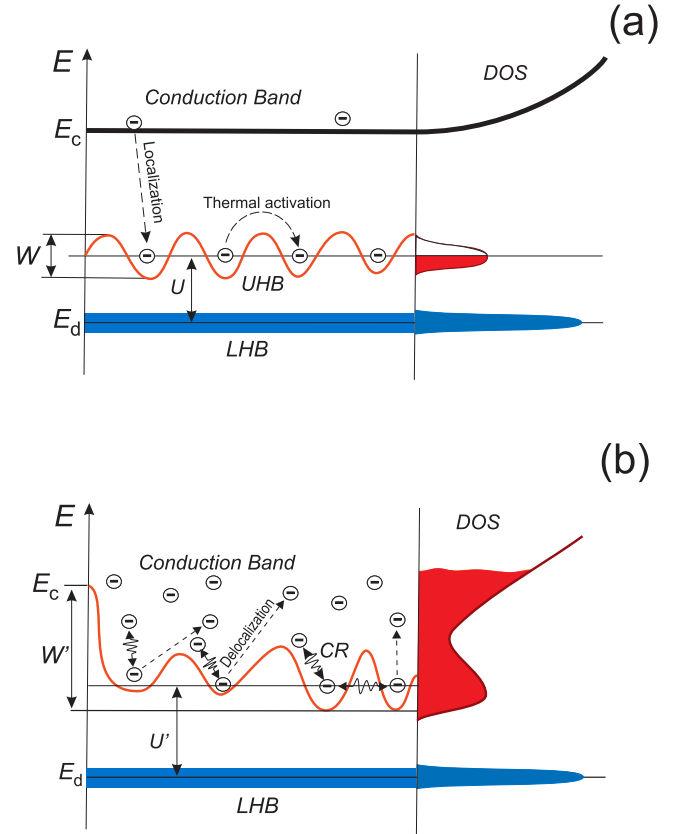 (a)
E
DOS
Conduction Band
Ec
Localization
Thermal activation
W
U
UHB
Ed
LHB
(b)
E
DOS
Conduction Band
Ec
Delocalization
W'
CR
U'
Ed
LHB